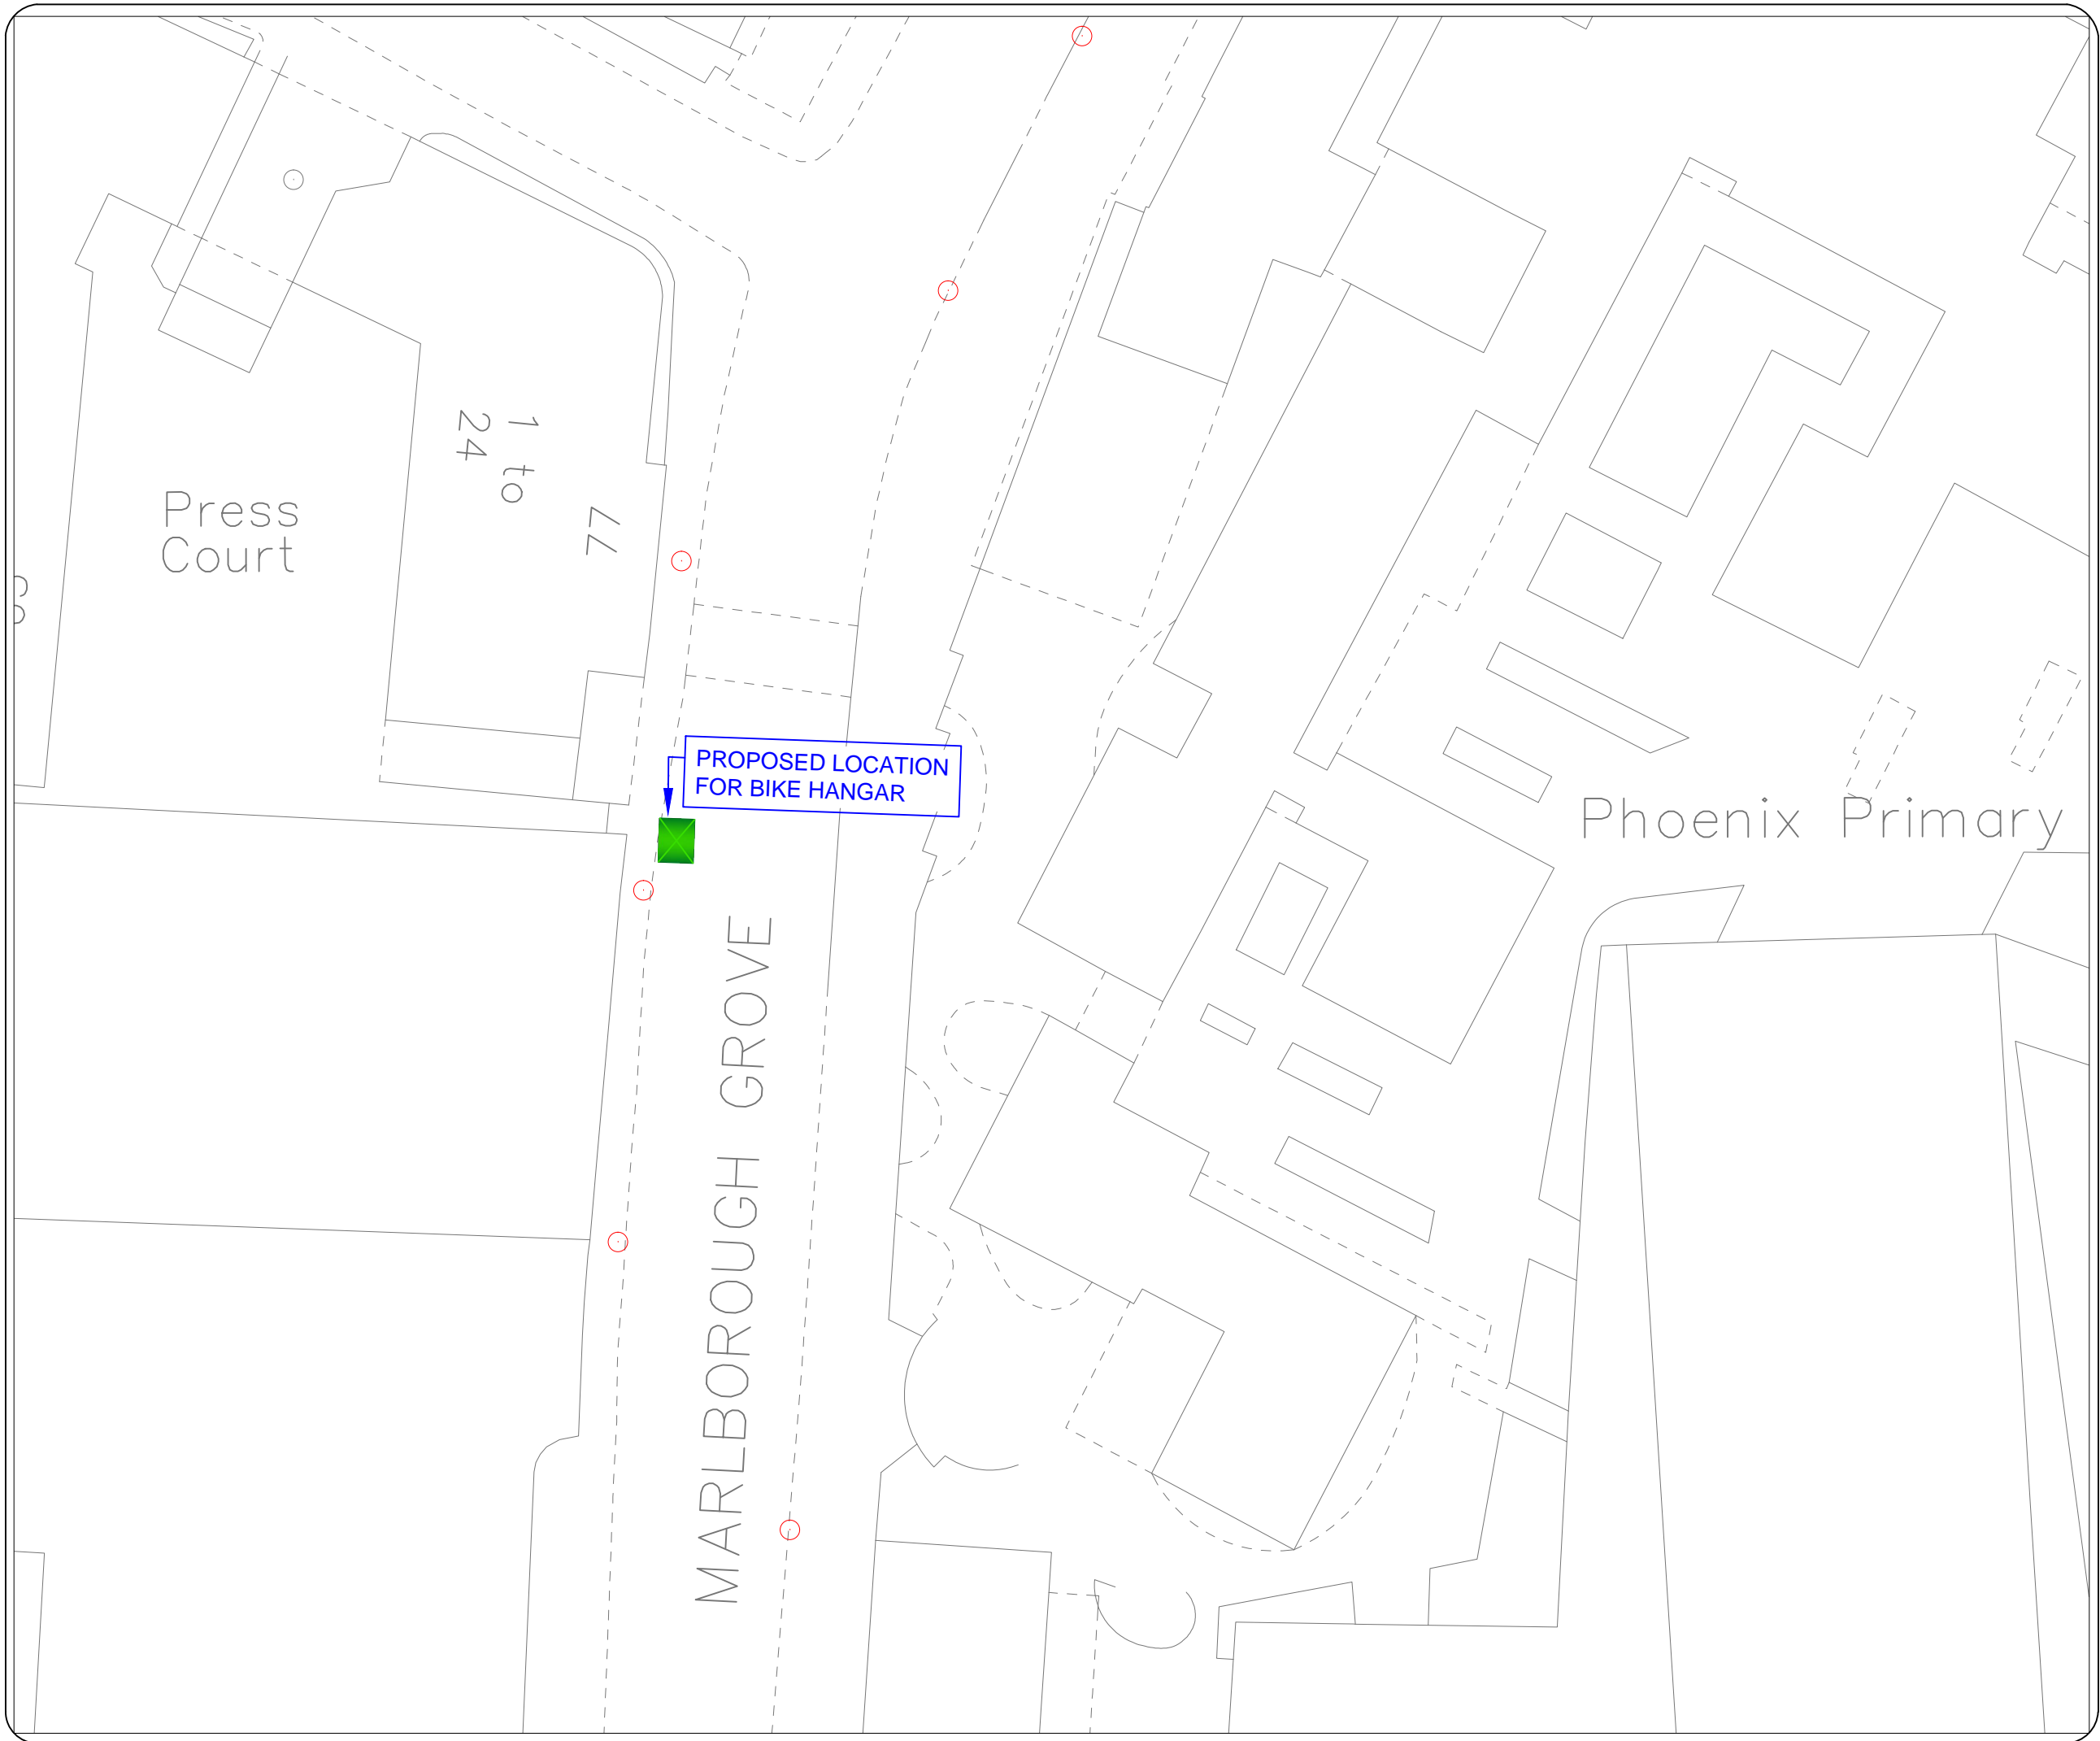 1 to
24
77
Press
Court
PROPOSED LOCATION
FOR BIKE HANGAR
Phoenix Primary
MARLBOROUGH GROVE